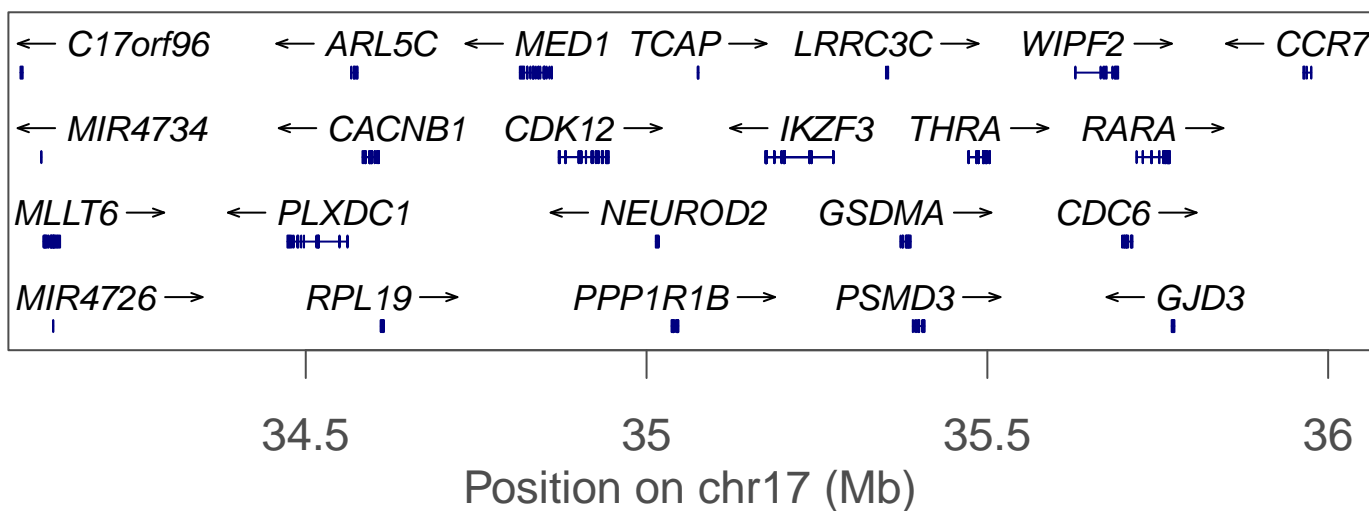 ← C17orf96 ← ARL5C ← MED1 TCAP → LRRC3C → WIPF2 → ← CCR7
← MIR4734 ← CACNB1 CDK12 → ← IKZF3 THRA → RARA →
MLLT6 → ← PLXDC1 ← NEUROD2 GSDMA → CDC6 →
MIR4726 → RPL19 → PPP1R1B → PSMD3 → ← GJD3
34.5 35 35.5 36
Position on chr17 (Mb)